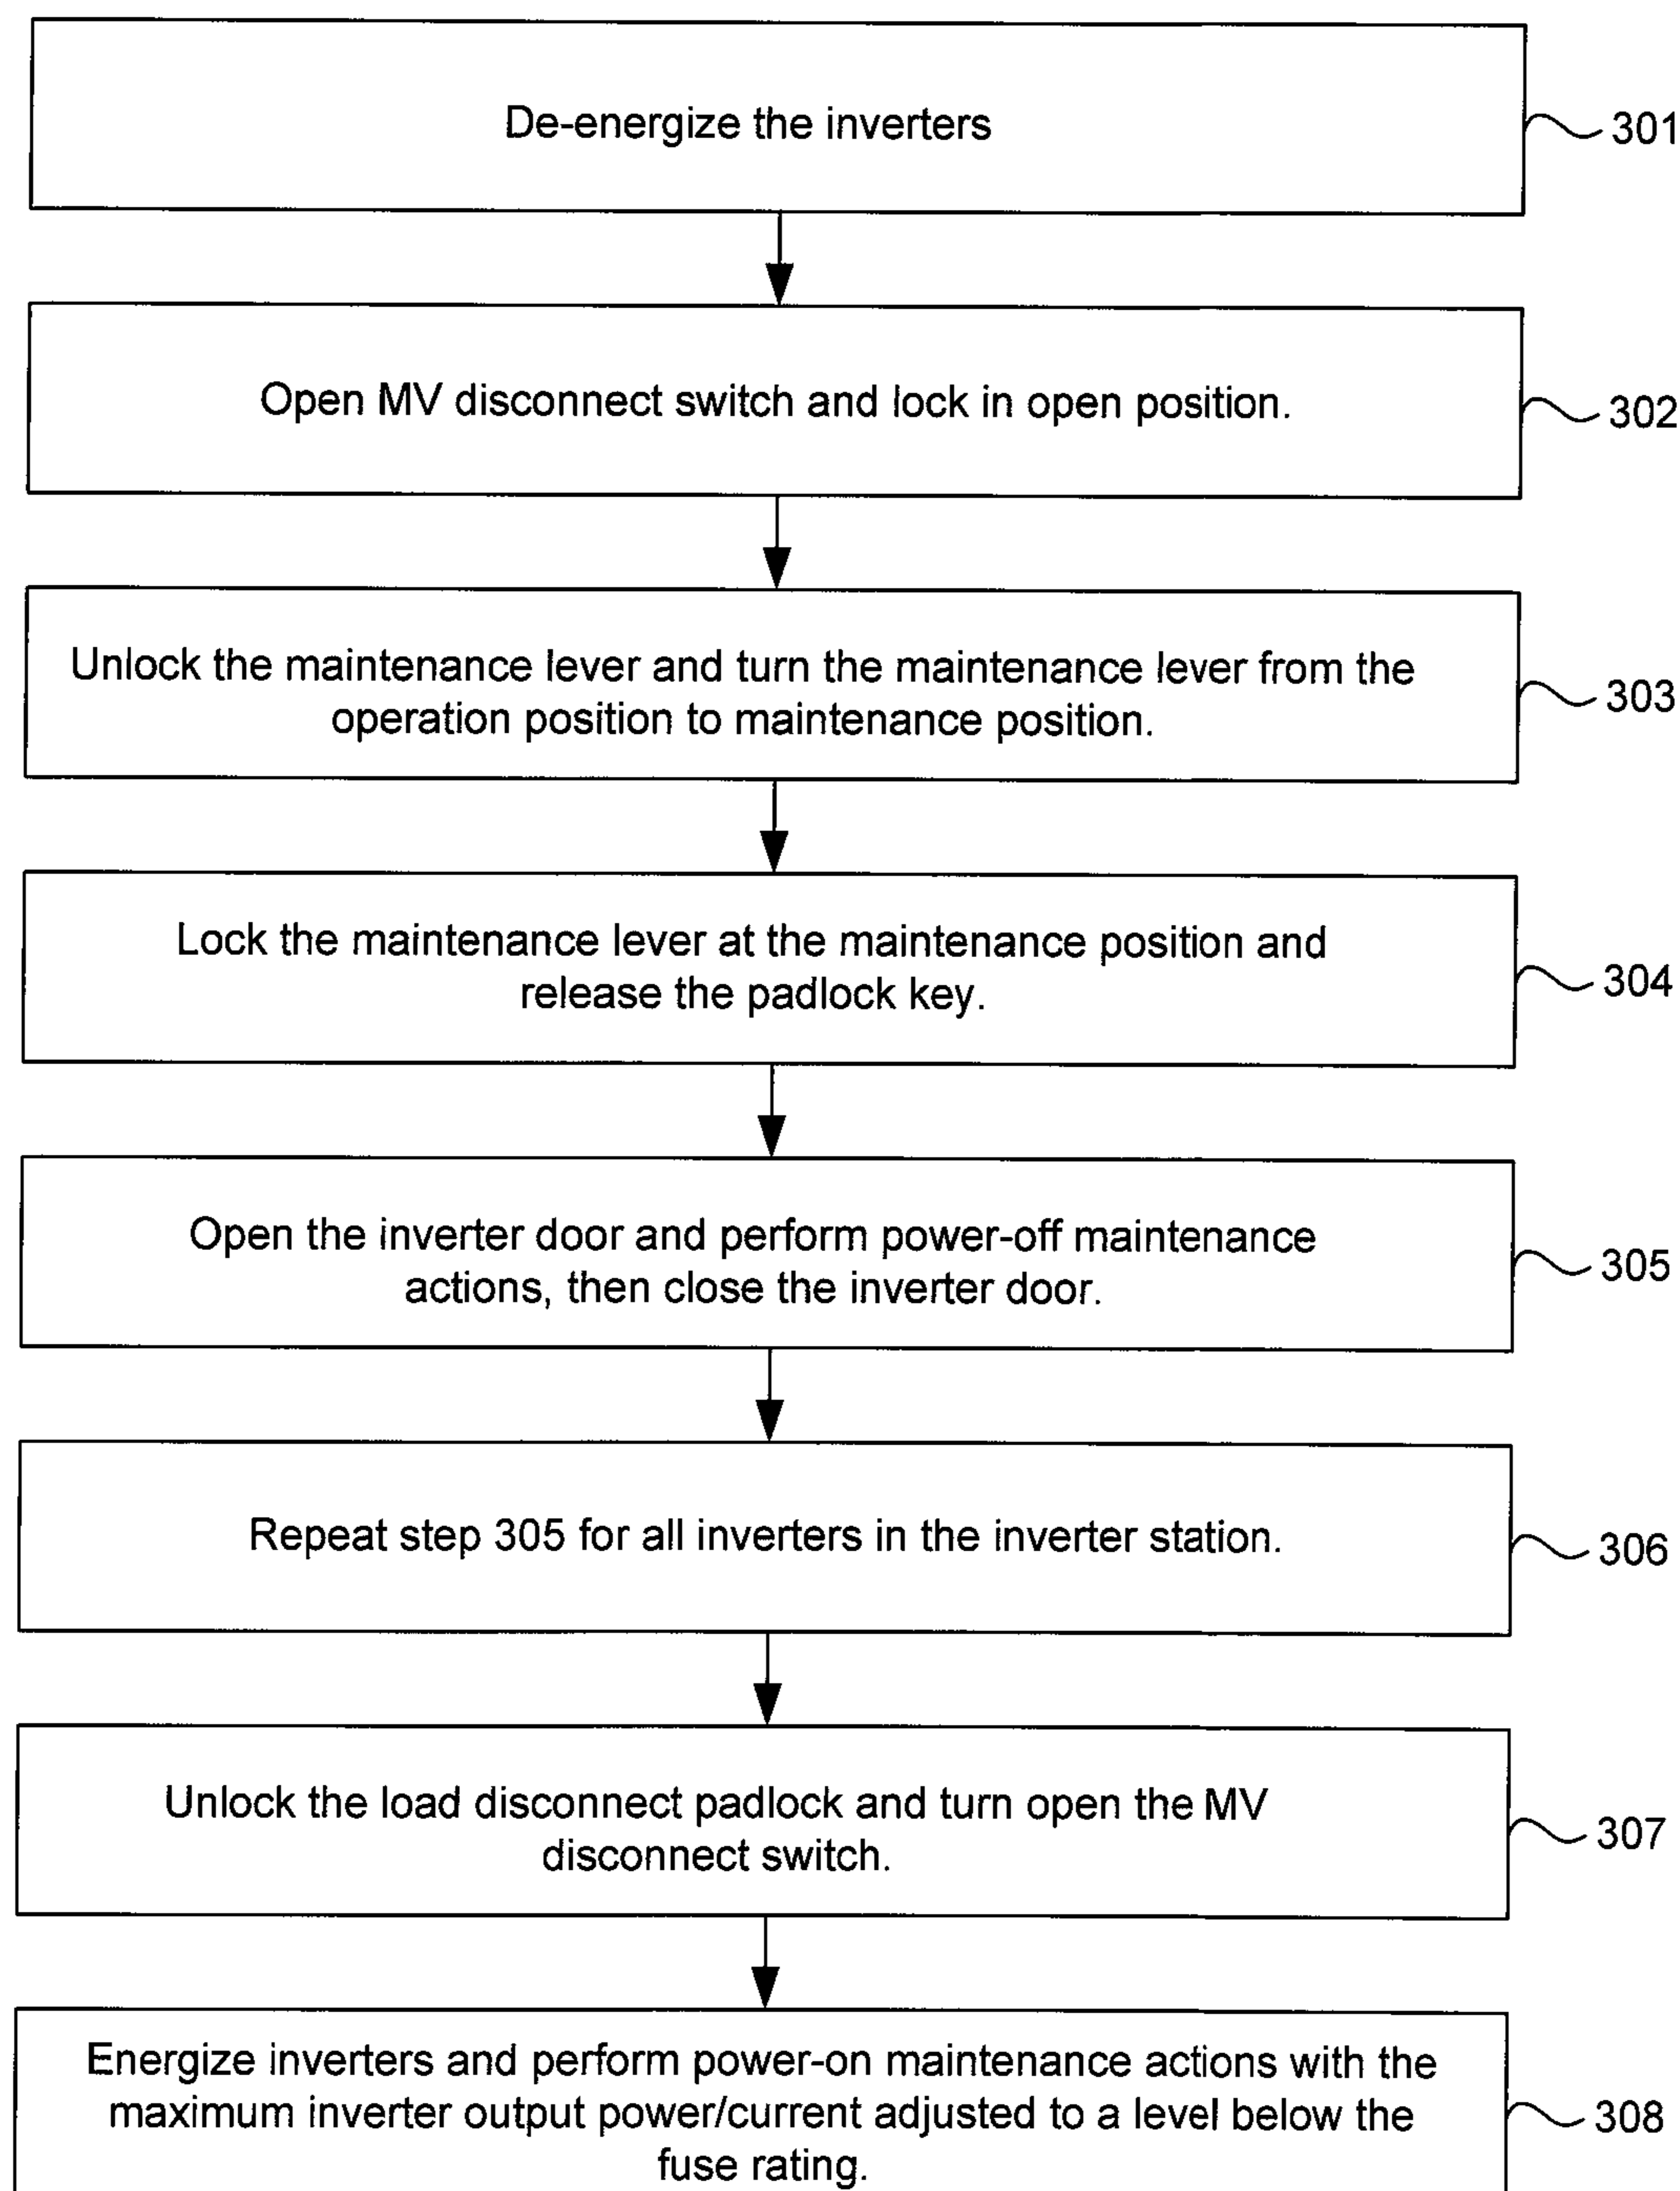 De-energize the inverters
301
Open MV disconnect switch and lock in open position.
302
Unlock the maintenance lever and turn the maintenance lever from the
operation position to maintenance position.
303
Lock the maintenance lever at the maintenance position and
release the padlock key.
304
Open the inverter door and perform power-off maintenance
actions, then close the inverter door.
305
Repeat step 305 for all inverters in the inverter station.
306
Unlock the load disconnect padlock and turn open the MV
disconnect switch.
307
Energize inverters and perform power-on maintenance actions with the
maximum inverter output power/current adjusted to a level below the
fuse rating.
308